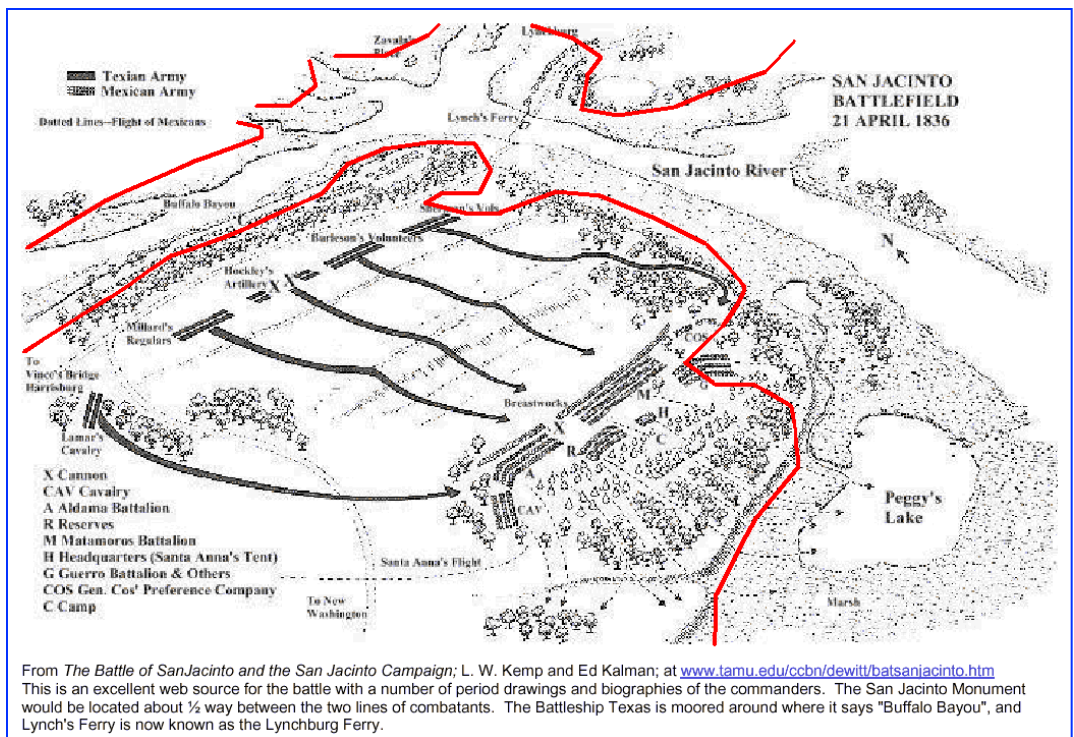 Zavala's
Lynchburg
Texian Army
Mexican Army
Dotted Lines--Flight of Mexicans
SAN JACINTO
BATTLEFIELD
21 APRIL 1836
Lynch's Ferry
San Jacinto River
Buffalo Bayou
N
Vols.
Burleson's Volunteers
Hockley's
Artillery X X
Millard's
Regulars
To
Vince's Bridge
Harrisburg
COS
G
M
Breastworks
H
X
C
R
A
Lamar's
Cavalry
CAV
Peggy's
Lake
X Cannon
CAV Cavalry
A Aldama Battalion
R Reserves
M Matamoros Battalion
H Headquarters (Santa Anna's Tent)
G Guerro Battalion & Others
COS Gen. Cos' Preference Company
C Camp
Santa Anna's Flight
To New
Washington
Marsh
From The Battle of SanJacinto and the San Jacinto Campaign; L. W. Kemp and Ed Kalman; at www.tamu.edu/ccbn/dewitt/batsanjacinto.htm
This is an excellent web source for the battle with a number of period drawings and biographies of the commanders. The San Jacinto Monument
would be located about ½ way between the two lines of combatants. The Battleship Texas is moored around where it says "Buffalo Bayou", and
Lynch's Ferry is now known as the Lynchburg Ferry.